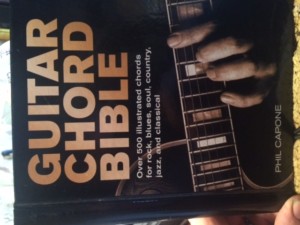 GUITAR
CHORD
BIBLE
Over 500 illustrated chords
for rock, blues, soul, country,
jazz, and classical
PHIL CAPONE